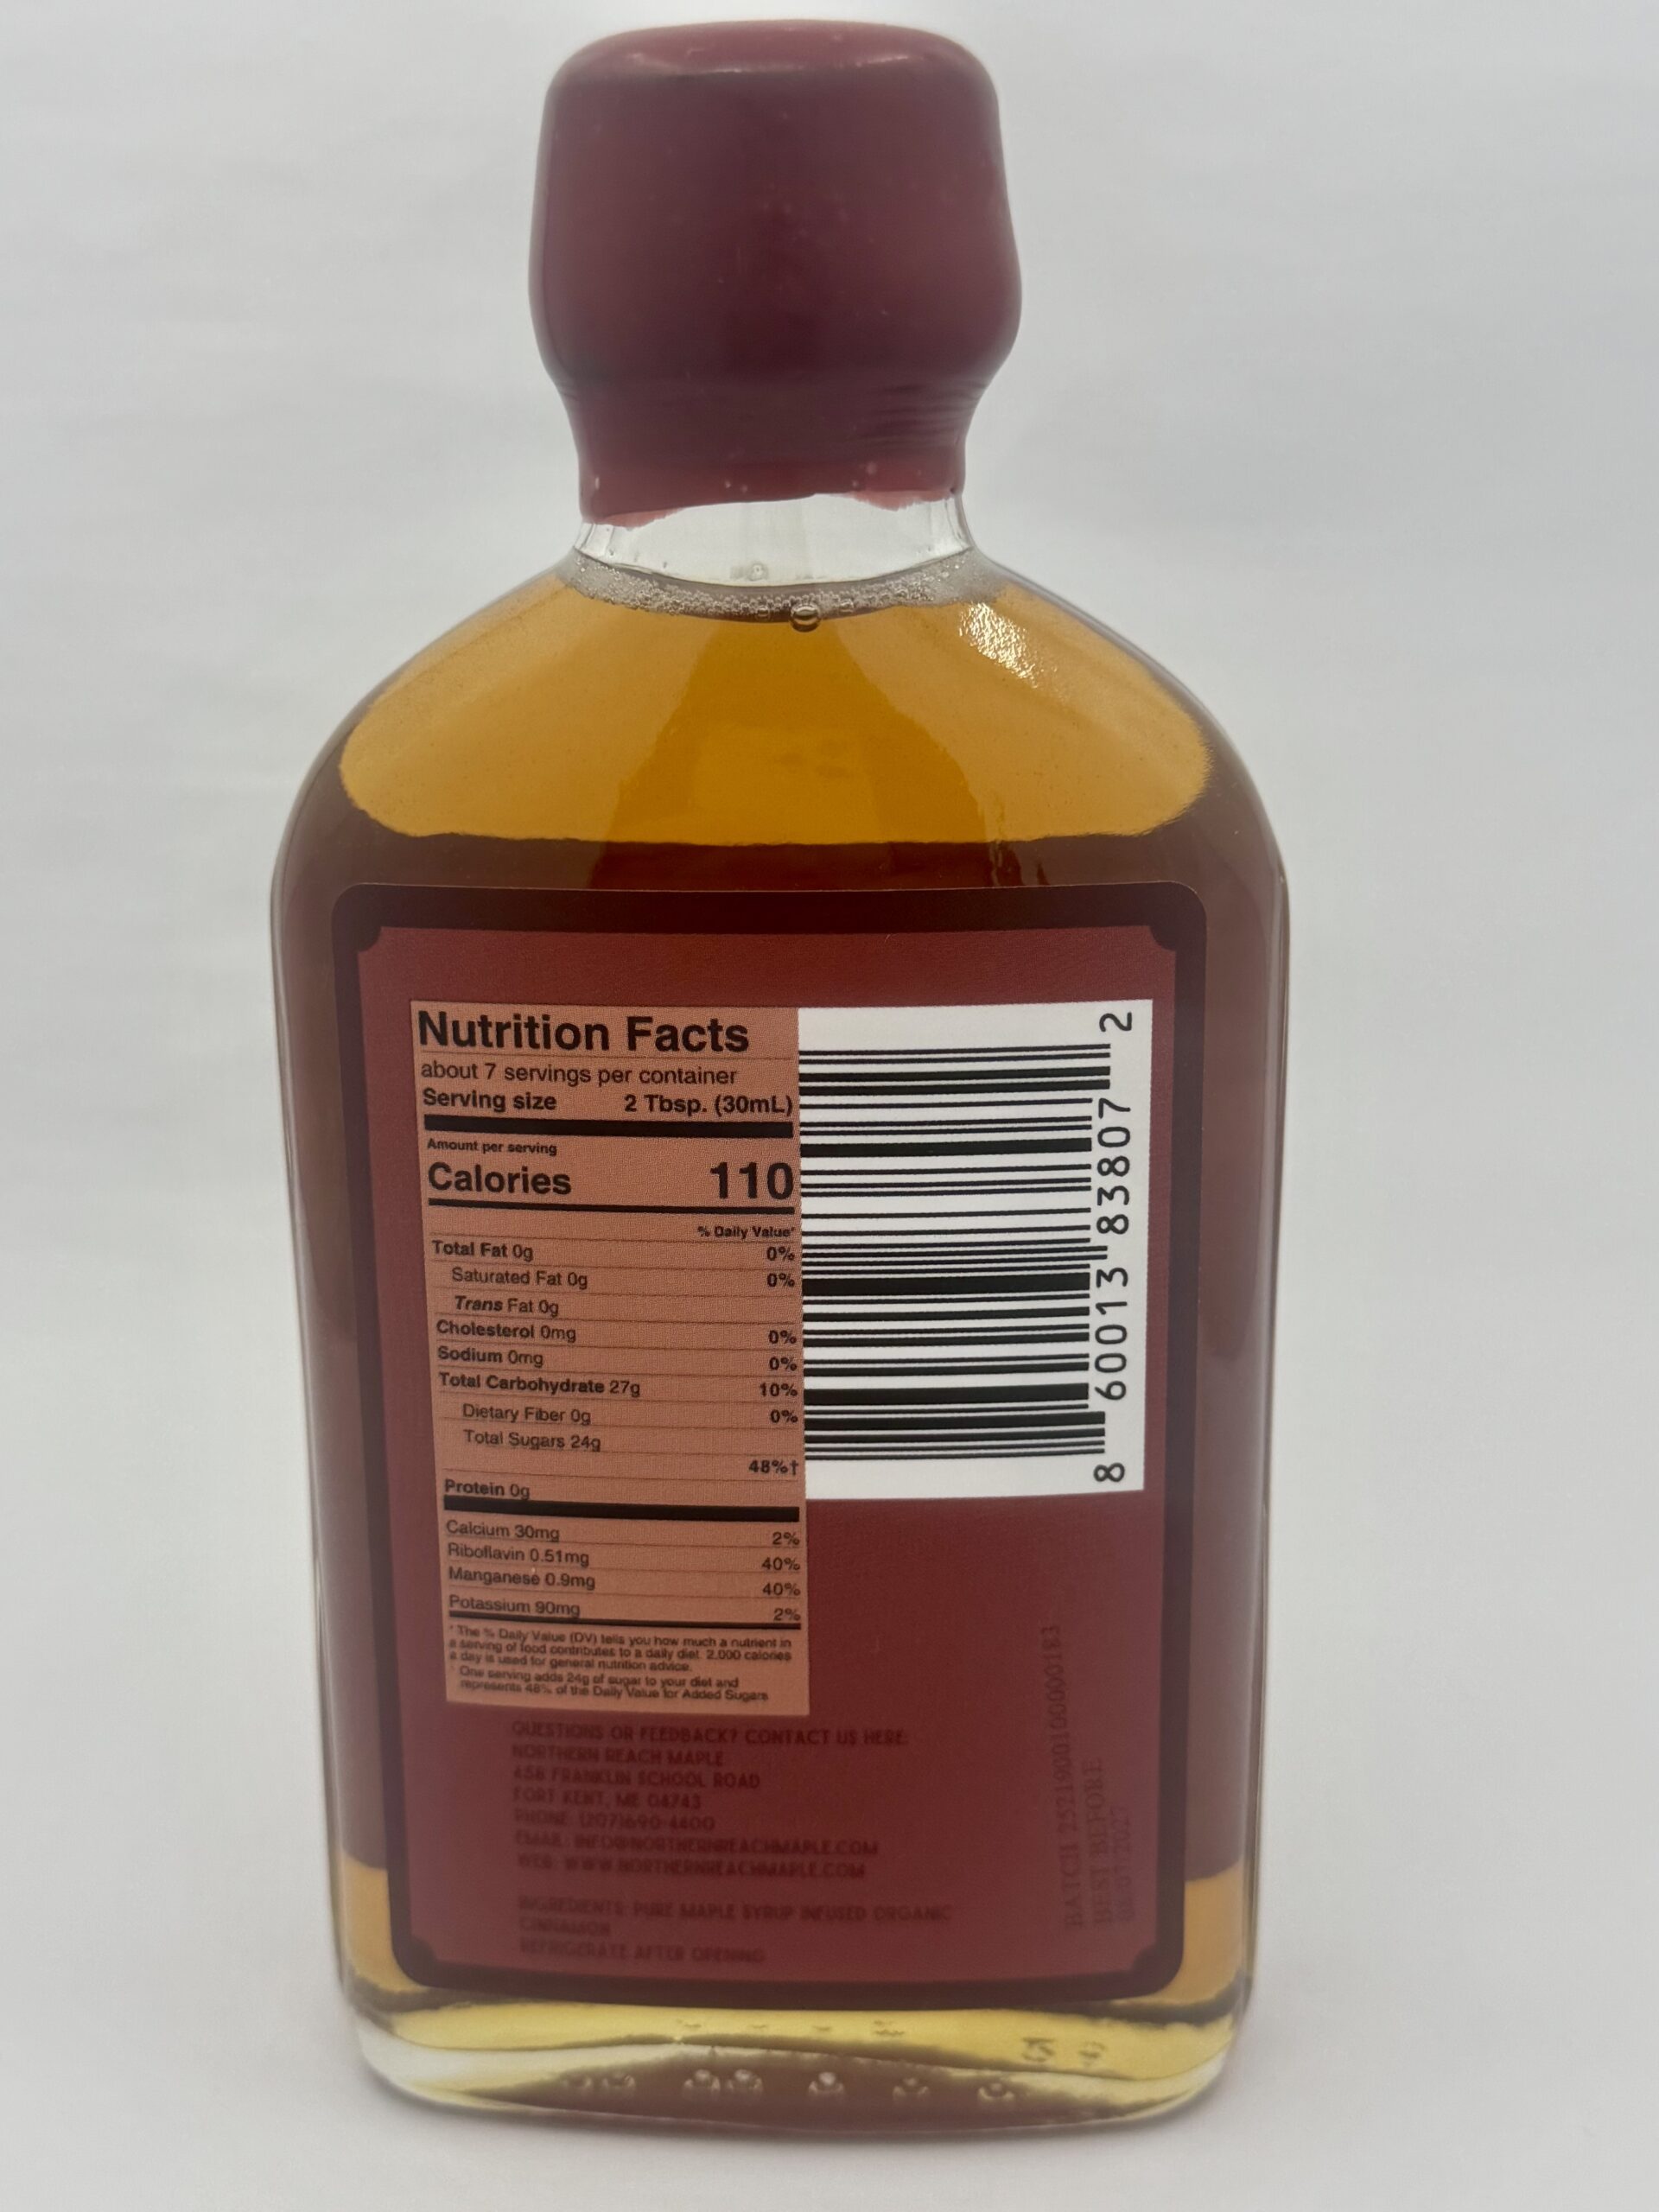 Nutrition Facts
about 7 servings per container
Serving size 2 Tbsp. (30mL)
Amount per serving
Calories 110
% Daily Value*
Total Fat 0g 0%
Saturated Fat 0g 0%
Trans Fat 0g
Cholesterol 0mg 0%
Sodium 0mg 0%
Total Carbohydrate 27g 10%
Dietary Fiber 0g 0%
Total Sugars 24g
48%†
Protein 0g
Calcium 30mg 2%
Riboflavin 0.51mg 40%
Manganese 0.9mg 40%
Potassium 90mg 2%
* The % Daily Value (DV) tells you how much a nutrient in
a serving of food contributes to a daily diet. 2,000 calories
a day is used for general nutrition advice.
One serving adds 24g of sugar to your diet and
represents 48% of the Daily Value for Added Sugars
8 60013 83807 2
QUESTIONS OR FEEDBACK? CONTACT US HERE:
NORTHERN REACH MAPLE
FRANKLIN SCHOOL ROAD
FORT KENT, ME 04743
PHONE: (207)690-4800
EMAIL: INFO@NORTHERNREACHMAPLE.COM
WEB: WWW.NORTHERNREACHMAPLE.COM
INGREDIENTS: PURE MAPLE SYRUP INFUSED ORGANIC
CINNAMON
REFRIGERATE AFTER OPENING
BATCH
BEST BEFORE